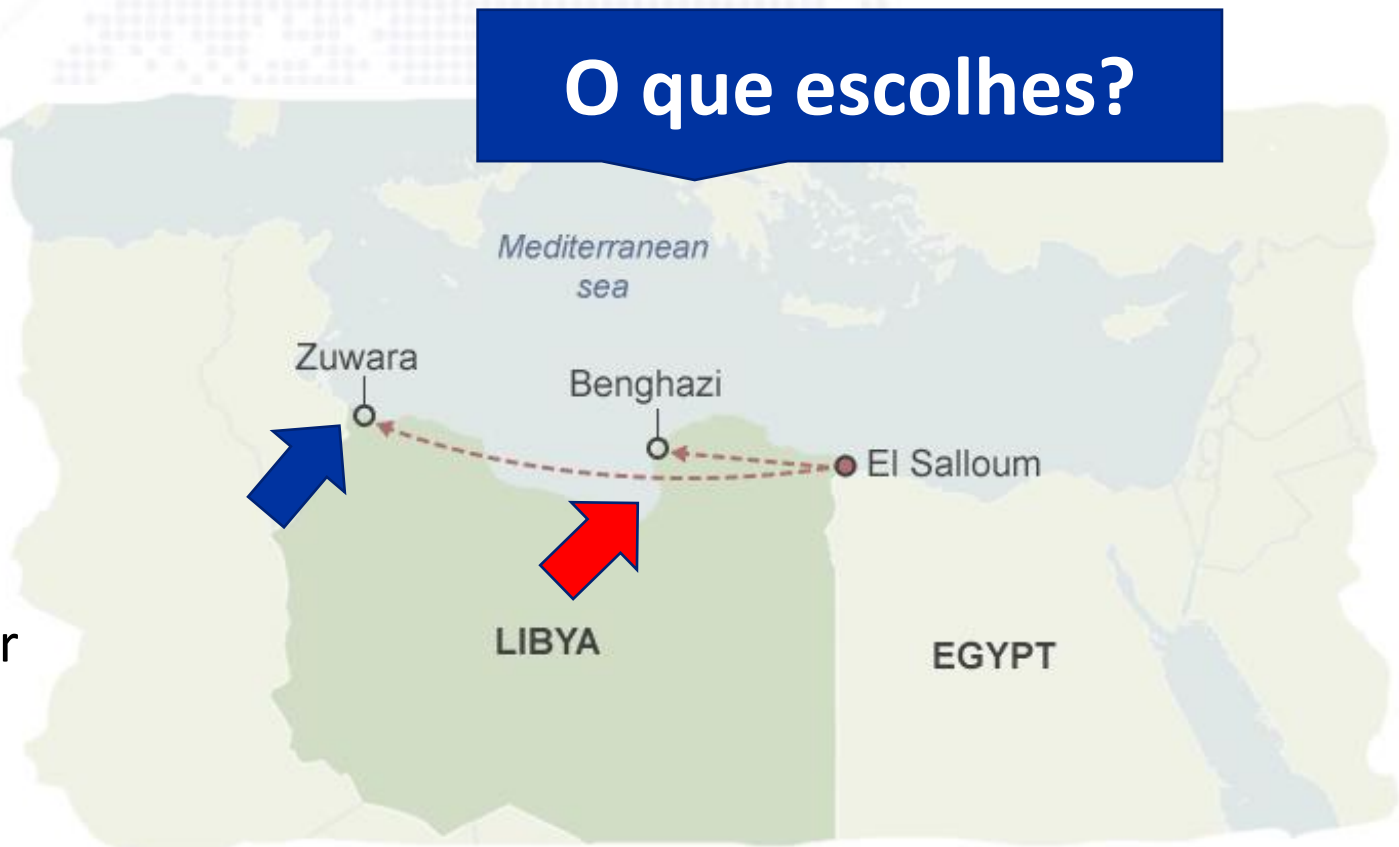 O que escolhes?
Mediterranean
sea
Zuwara
Benghazi
El Salloum
r
LIBYA
EGYPT